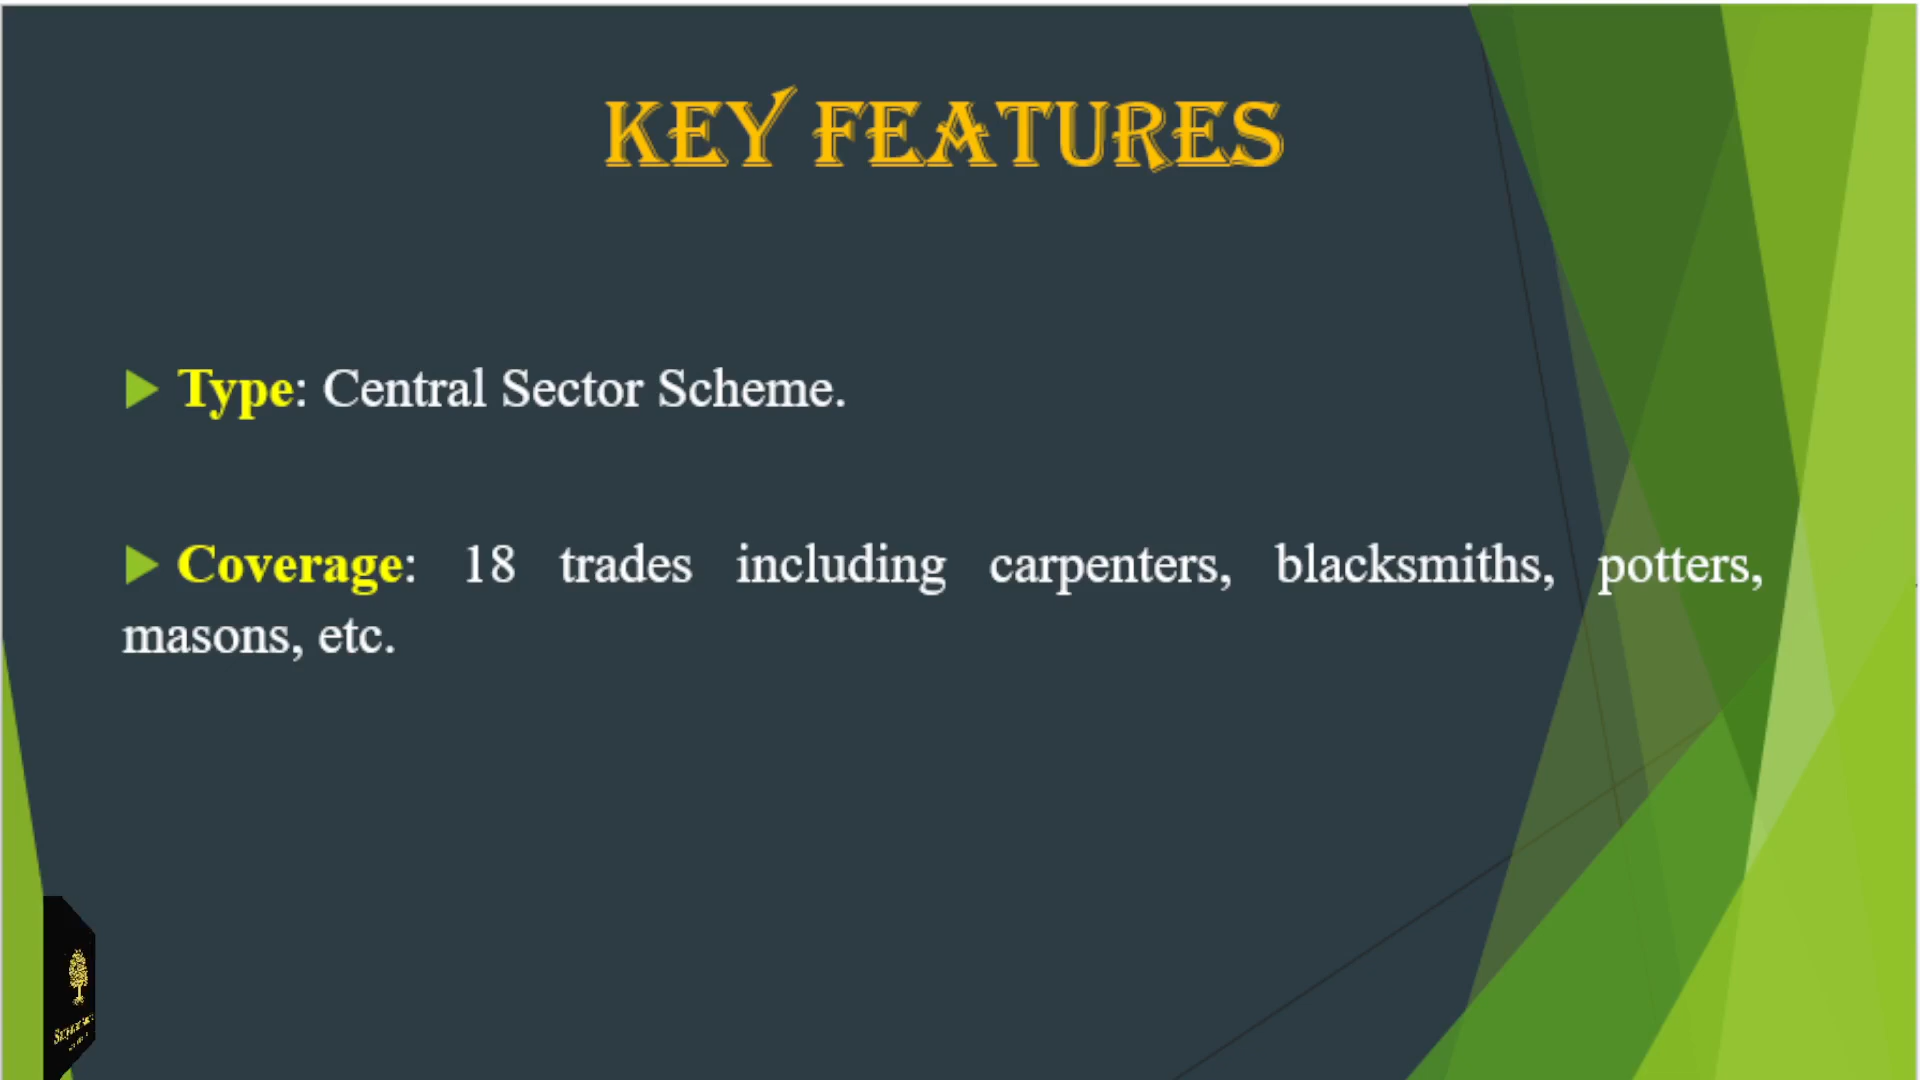 KEY FEATURES
Type: Central Sector Scheme.
Coverage: 18 trades including carpenters, blacksmiths, potters,
masons, etc.